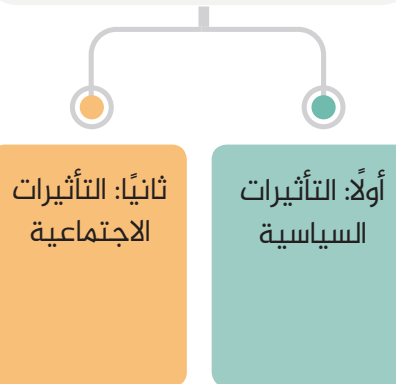 أولًا: التأثيرات
السياسية
ثانيًا: التأثيرات
الاجتماعية